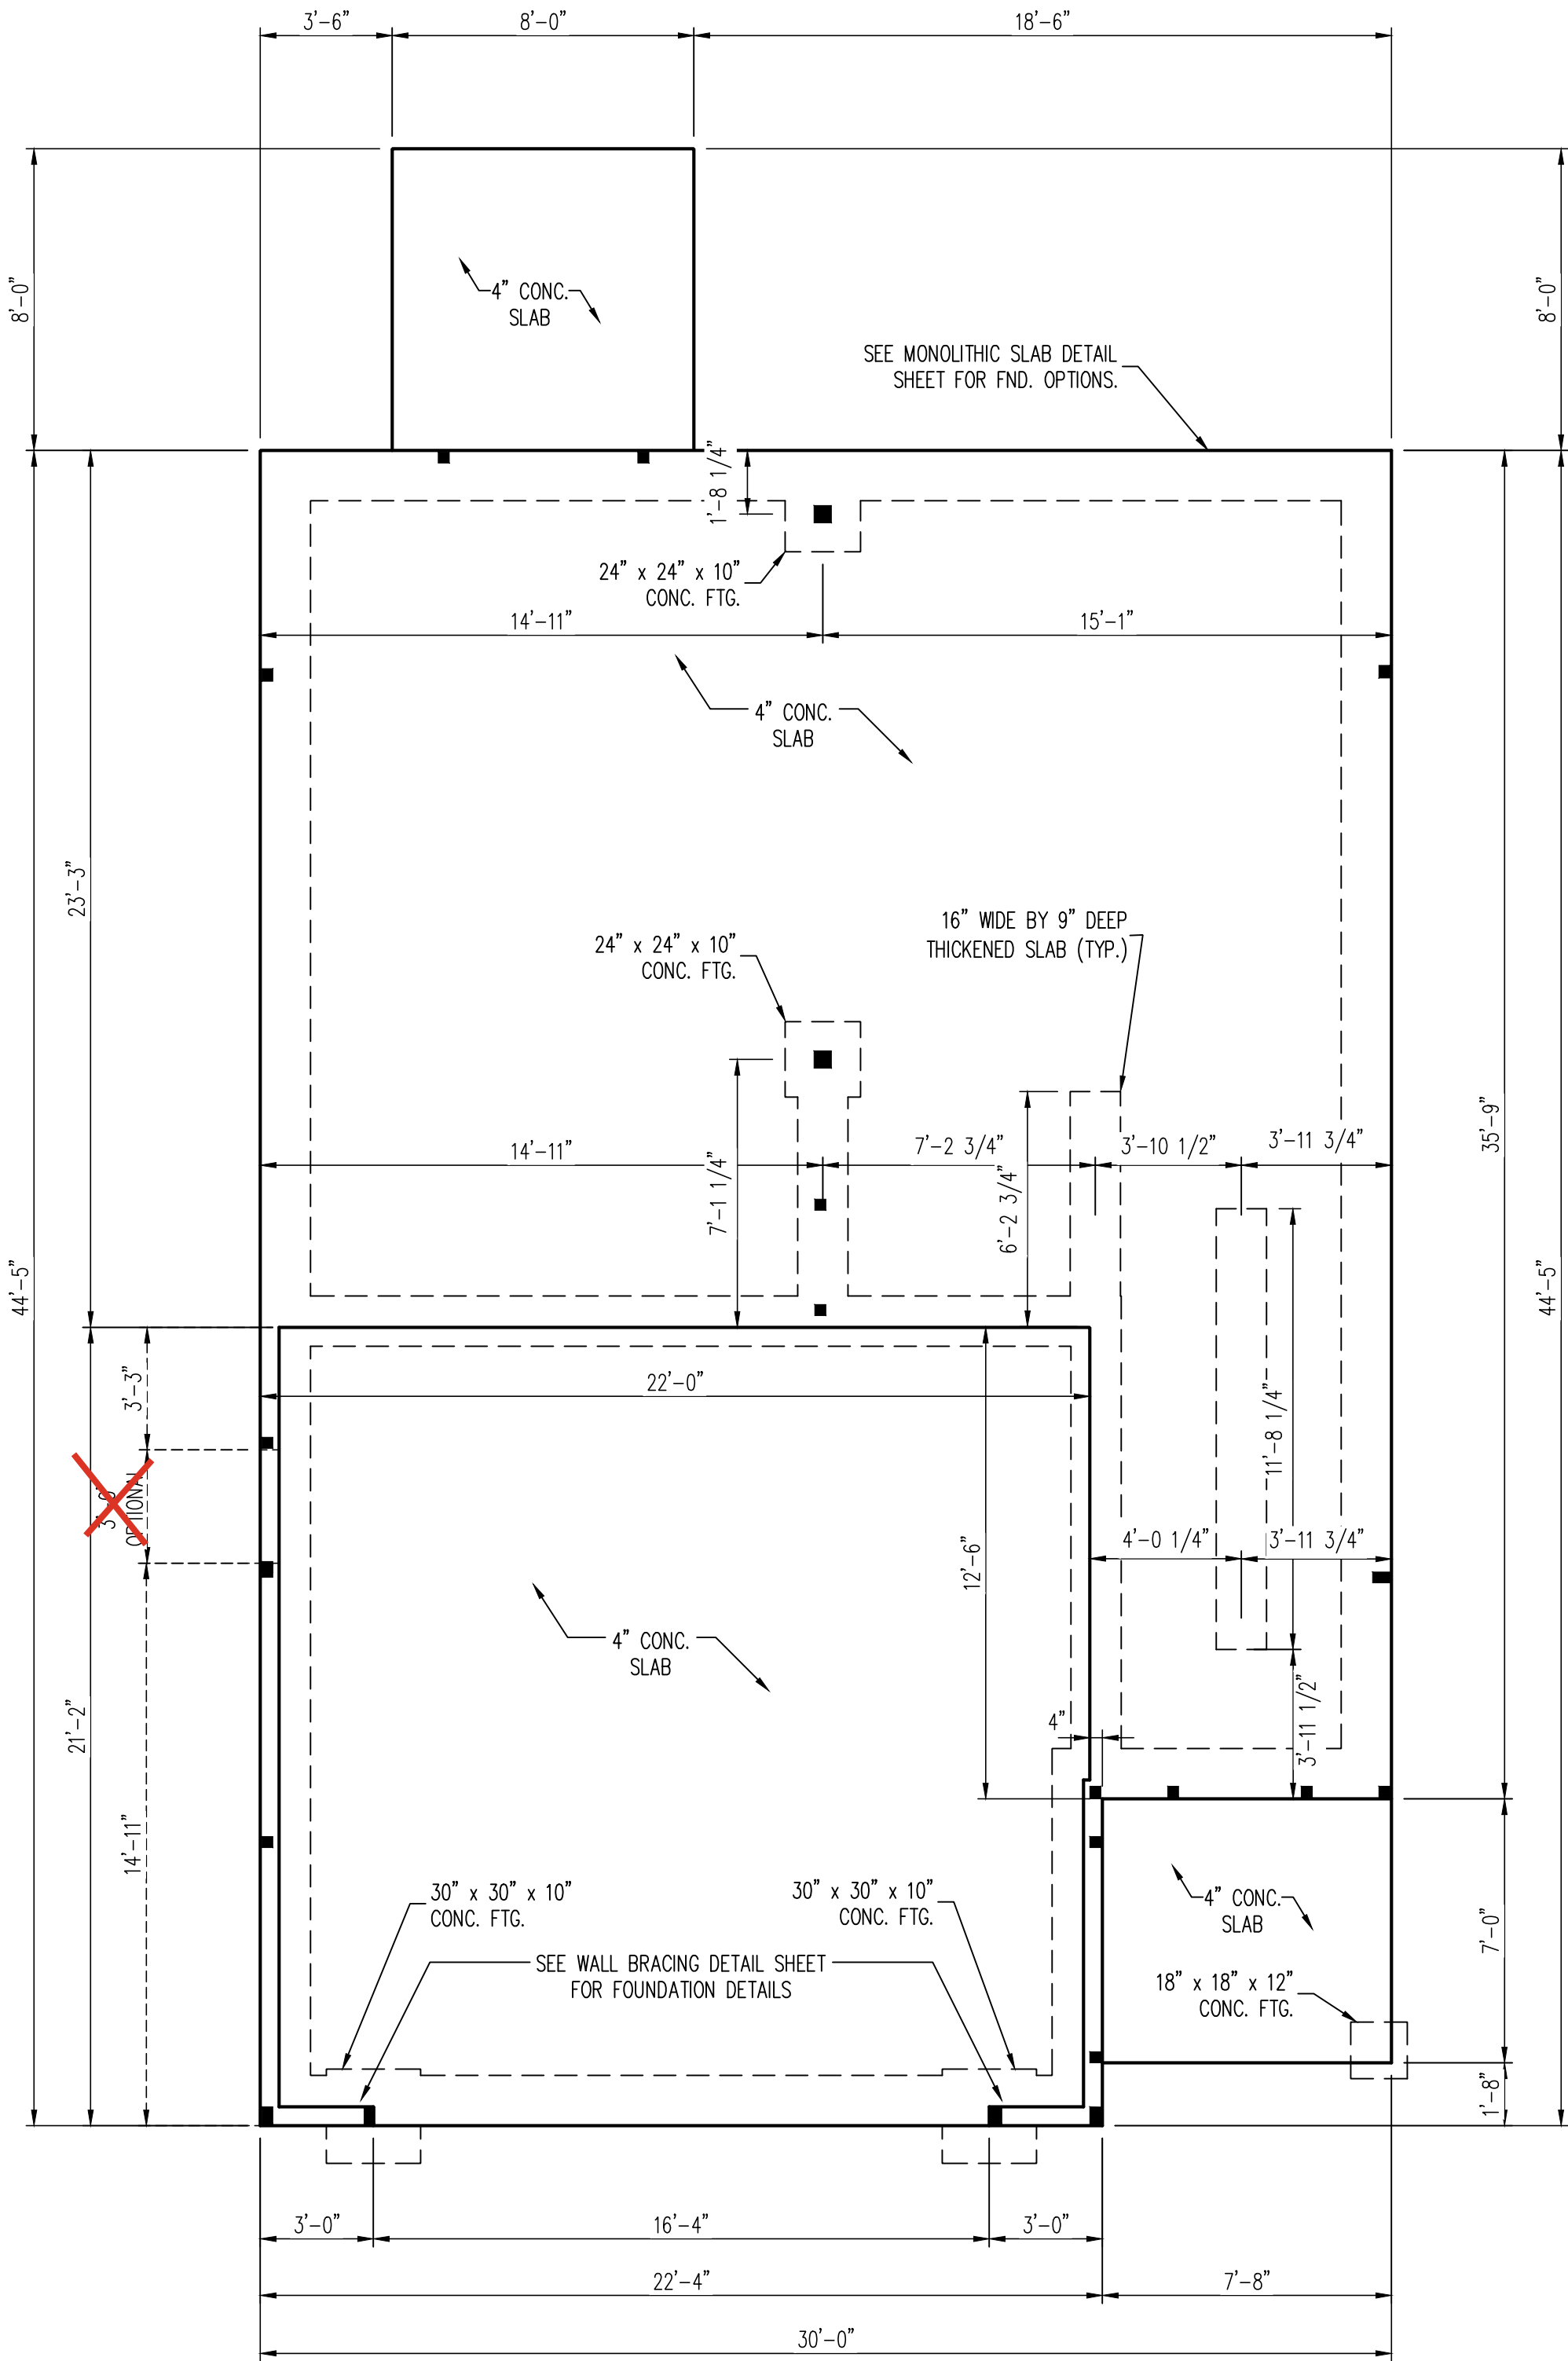 3'-6"
8'-0"
18'-6"
8'-0"
8'-0"
4" CONC.
SLAB
SEE MONOLITHIC SLAB DETAIL
SHEET FOR FND. OPTIONS.
1'-8 1/4"
24" x 24" x 10"
CONC. FTG.
14'-11"
15'-1"
4" CONC.
SLAB
23'-3"
16" WIDE BY 9" DEEP
THICKENED SLAB (TYP.)
24" x 24" x 10"
CONC. FTG.
35'-9"
14'-11"
7'-2 3/4"
3'-10 1/2"
3'-11 3/4"
7'-1 1/4"
6'-2 3/4"
44'-5"
44'-5"
3'-3"
22'-0"
11'-8 1/4"
OPTIONAL
12'-6"
4'-0 1/4"
3'-11 3/4"
4" CONC.
SLAB
21'-2"
4"
3'-11 1/2"
14'-11"
30" x 30" x 10"
CONC. FTG.
30" x 30" x 10"
CONC. FTG.
4" CONC.
SLAB
7'-0"
SEE WALL BRACING DETAIL SHEET
FOR FOUNDATION DETAILS
18" x 18" x 12"
CONC. FTG.
1'-8"
3'-0"
16'-4"
3'-0"
22'-4"
7'-8"
30'-0"